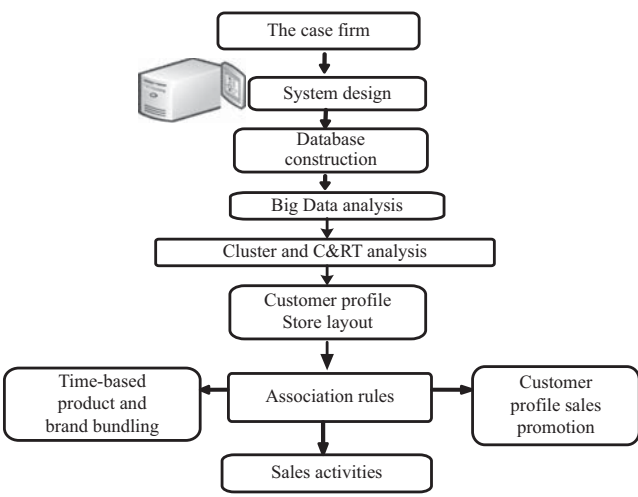 The case firm
System design
Database
construction
Big Data analysis
Cluster and C&RT analysis
Customer profile
Store layout
Time-based
product and
brand bundling
Association rules
Customer
profile sales
promotion
Sales activities